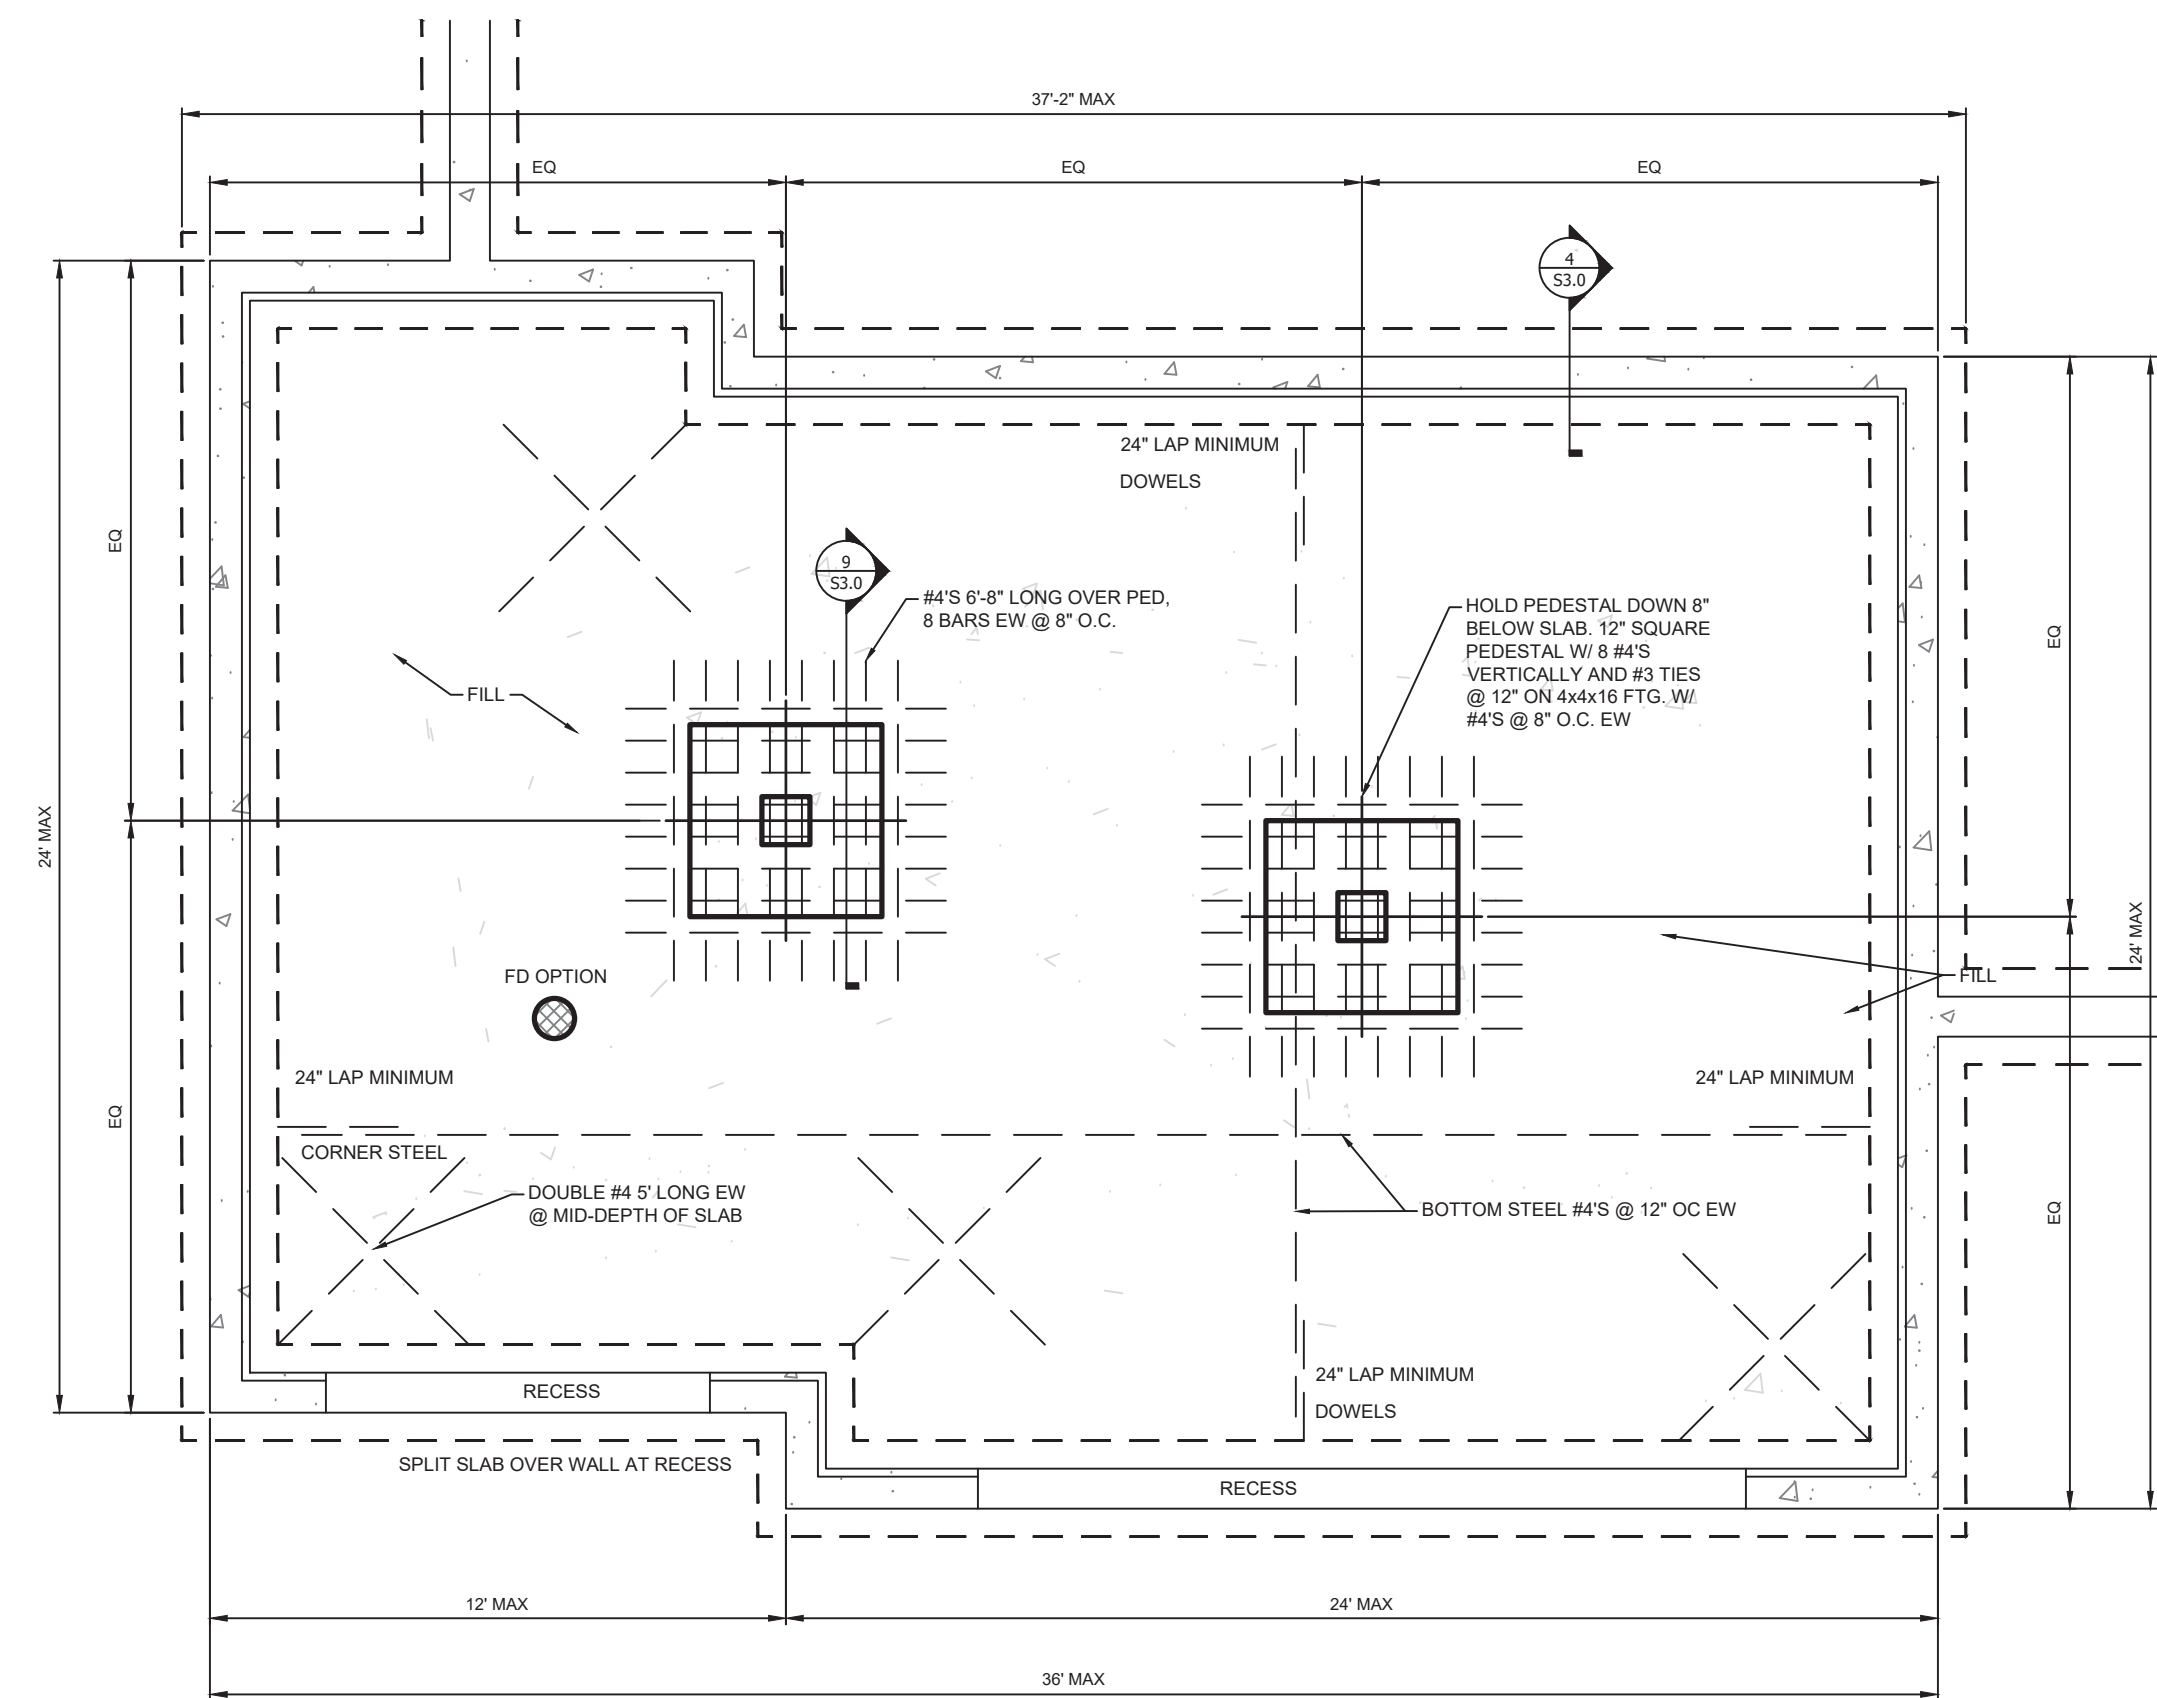 37'-2" MAX
EQ
EQ
EQ
4
S3.0
24" LAP MINIMUM
DOWELS
EQ
9
S3.0
#4'S 6'-8" LONG OVER PED,
8 BARS EW @ 8" O.C.
HOLD PEDESTAL DOWN 8"
BELOW SLAB. 12" SQUARE
PEDESTAL W/ 8 #4'S
VERTICALLY AND #3 TIES
@ 12" ON 4x4x16 FTG. W/
#4'S @ 8" O.C. EW
EQ
FILL
24' MAX
24' MAX
FILL
FD OPTION
24" LAP MINIMUM
24" LAP MINIMUM
EQ
CORNER STEEL
DOUBLE #4 5' LONG EW
@ MID-DEPTH OF SLAB
BOTTOM STEEL #4'S @ 12" OC EW
EQ
24" LAP MINIMUM
DOWELS
RECESS
SPLIT SLAB OVER WALL AT RECESS
RECESS
12' MAX
24' MAX
36' MAX